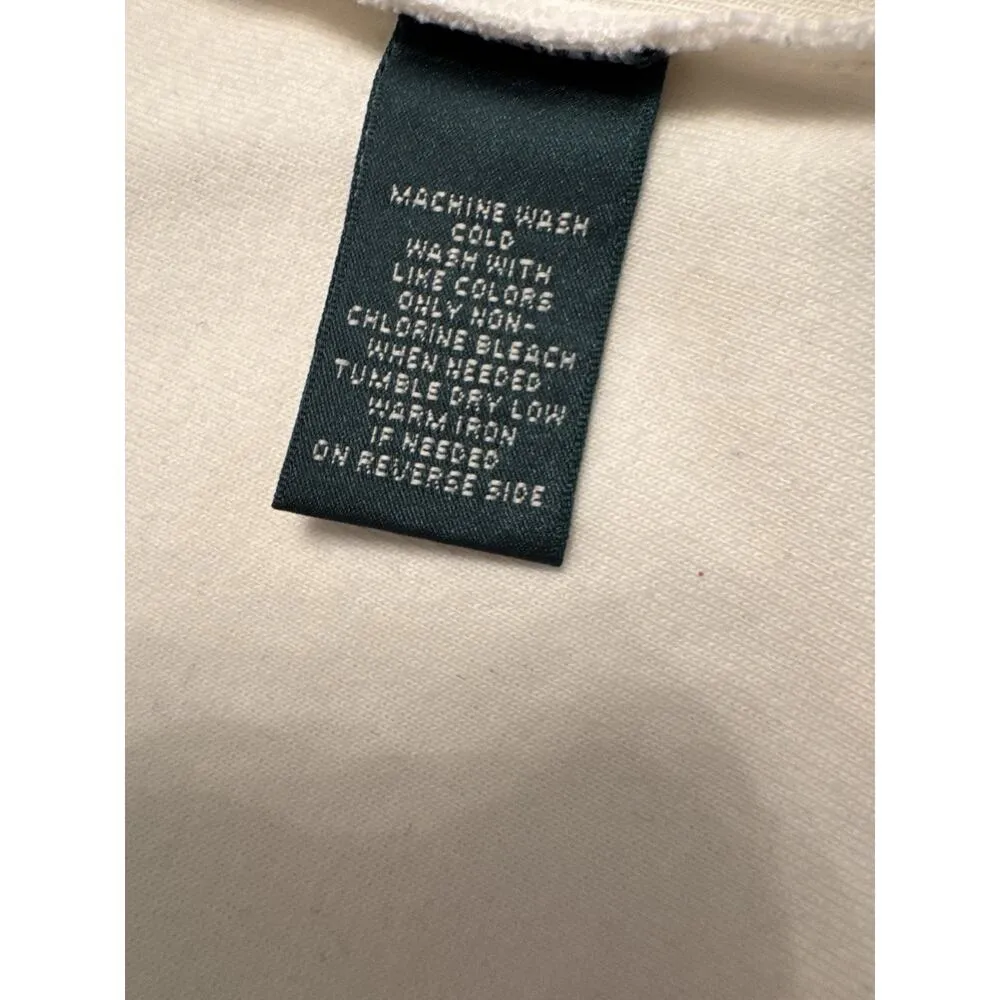 MACHINE WASH
COLD
WASH WITH
LIKE COLORS
ONLY NON-
CHLORINE BLEACH
WHEN NEEDED
TUMBLE DRY LOW
WARM IRON
IF NEEDED
ON REVERSE SIDE